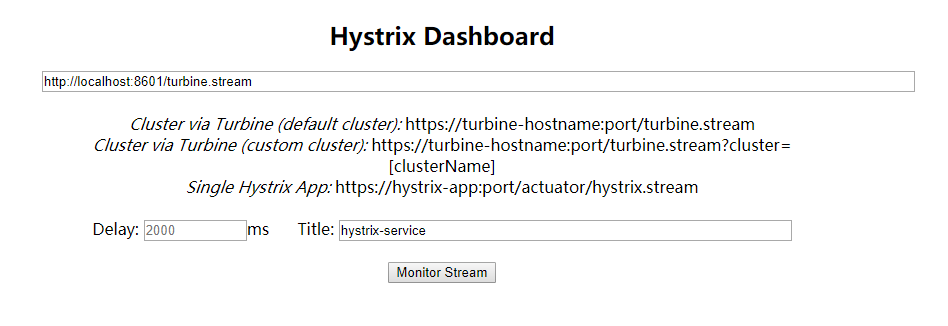 Hystrix Dashboard
http://localhost:8601/turbine.stream
Cluster via Turbine (default cluster): https://turbine-hostname:port/turbine.stream
Cluster via Turbine (custom cluster): https://turbine-hostname:port/turbine.stream?cluster=
[clusterName]
Single Hystrix App: https://hystrix-app:port/actuator/hystrix.stream
Delay: 2000 ms Title: hystrix-service
Monitor Stream